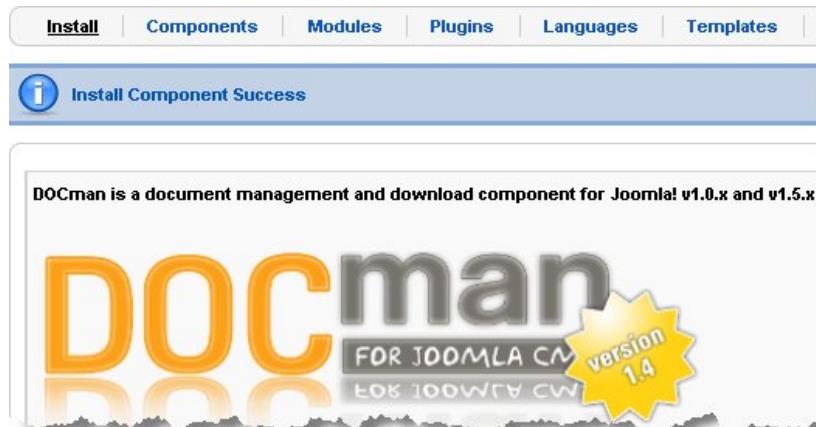 Install Components Modules Plugins Languages Templates
Install Component Success
DOCman is a document management and download component for Joomla! v1.0.x and v1.5.x
DOCman
FOR JOOMLA
version
1.4